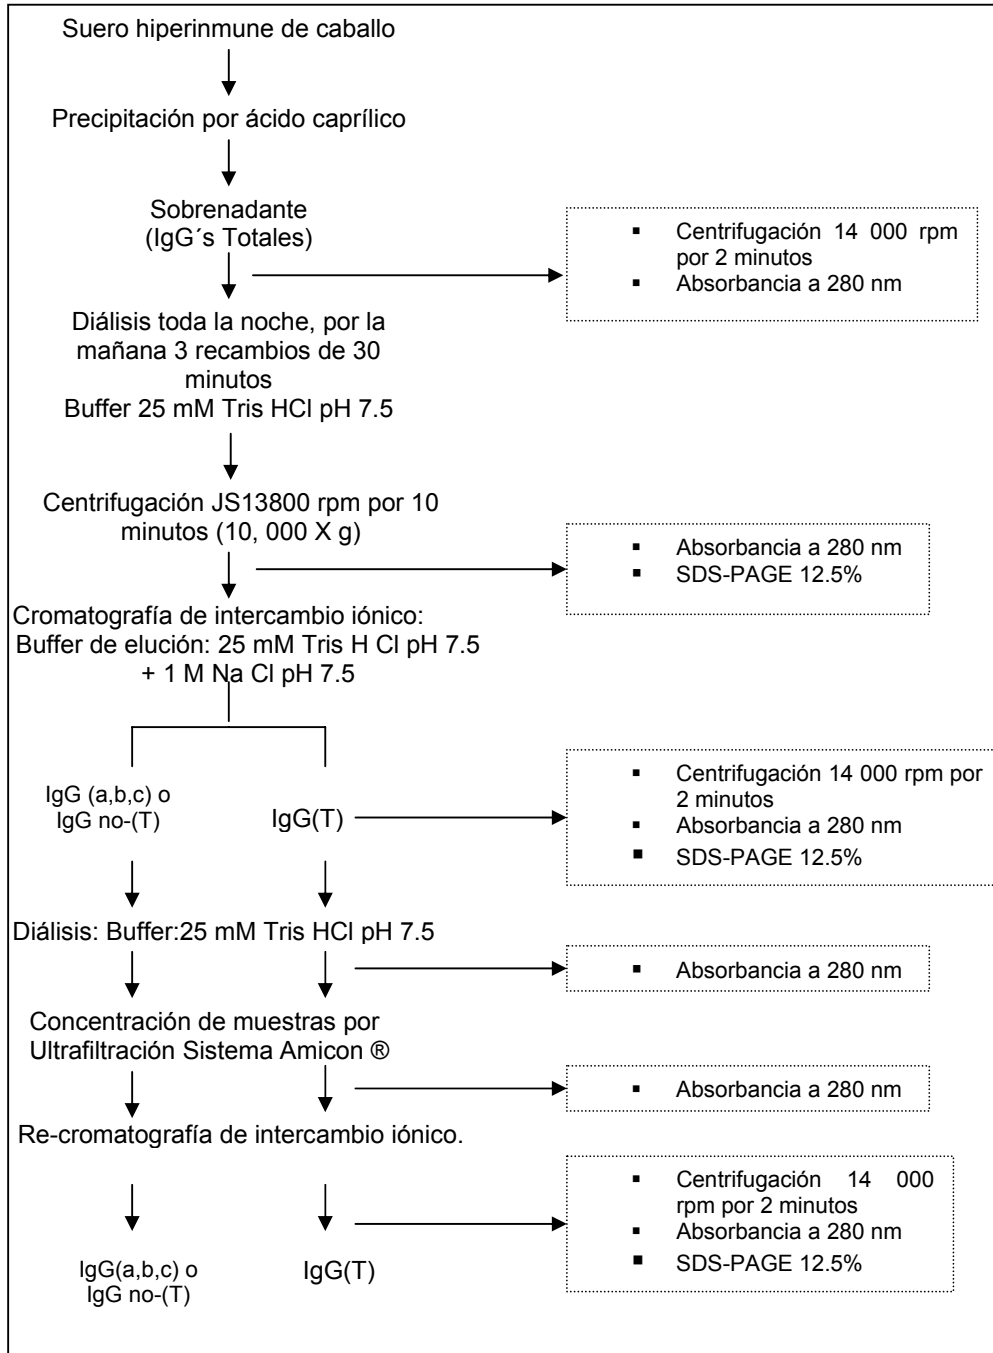 Suero hiperinmune de caballo
Precipitación por ácido caprílico
Sobrenadante
(IgG´s Totales)
▪ Centrifugación 14 000 rpm
por 2 minutos
▪ Absorbancia a 280 nm
Diálisis toda la noche, por la
mañana 3 recambios de 30
minutos
Buffer 25 mM Tris HCl pH 7.5
Centrifugación JS13800 rpm por 10
minutos (10, 000 X g)
▪ Absorbancia a 280 nm
▪ SDS-PAGE 12.5%
Cromatografía de intercambio iónico:
Buffer de elución: 25 mM Tris H Cl pH 7.5
+ 1 M Na Cl pH 7.5
IgG (a,b,c) o
IgG no-(T)
IgG(T)
▪ Centrifugación 14 000 rpm por
2 minutos
▪ Absorbancia a 280 nm
▪ SDS-PAGE 12.5%
Diálisis: Buffer:25 mM Tris HCl pH 7.5
▪ Absorbancia a 280 nm
Concentración de muestras por
Ultrafiltración Sistema Amicon ®
▪ Absorbancia a 280 nm
Re-cromatografía de intercambio iónico.
▪ Centrifugación 14 000
rpm por 2 minutos
▪ Absorbancia a 280 nm
▪ SDS-PAGE 12.5%
IgG(a,b,c) o
IgG no-(T)
IgG(T)